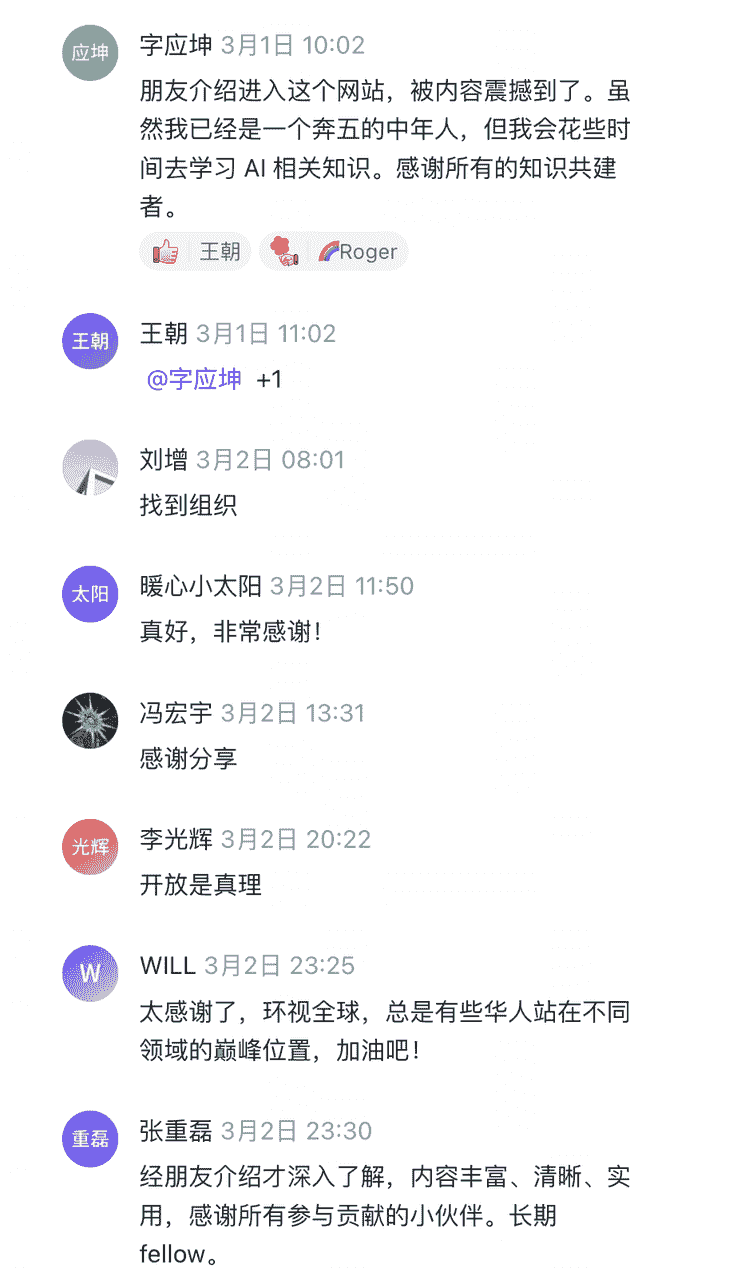 应坤
字应坤 3月1日 10:02
朋友介绍进入这个网站，被内容震撼到了。虽
然我已经是一个奔五的中年人，但我会花些时
间去学习 AI 相关知识。感谢所有的知识共建
者。
王朝 Roger
王朝
王朝 3月1日 11:02
@字应坤 +1
刘增 3月2日 08:01
找到组织
太阳
暖心小太阳 3月2日 11:50
真好，非常感谢！
冯宏宇 3月2日 13:31
感谢分享
光辉
李光辉 3月2日 20:22
开放是真理
W
WILL 3月2日 23:25
太感谢了，环视全球，总是有些华人站在不同
领域的巅峰位置，加油吧！
重磊
张重磊 3月2日 23:30
经朋友介绍才深入了解，内容丰富、清晰、实
用，感谢所有参与贡献的小伙伴。长期
fellow。